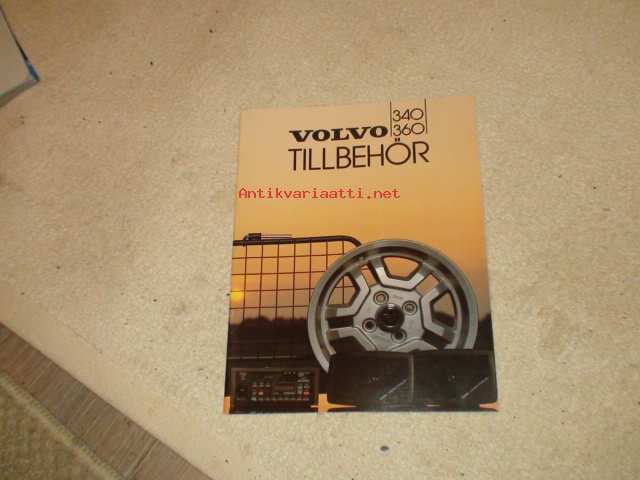 340
VOLVO 360
TILLBEHÖR
Antikvariaatti.net